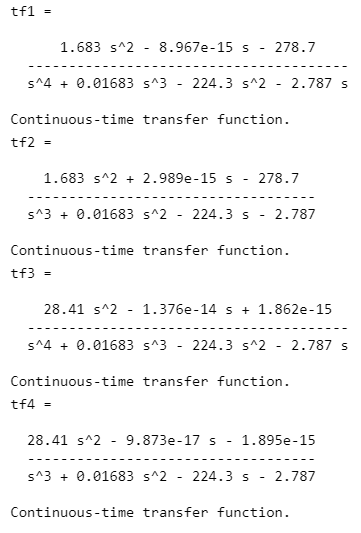 tf1 =
1.683 s^2 - 8.967e-15 s - 278.7
----------------------------------------
s^4 + 0.01683 s^3 - 224.3 s^2 - 2.787 s
Continuous-time transfer function.
tf2 =
1.683 s^2 + 2.989e-15 s - 278.7
------------------------------------
s^3 + 0.01683 s^2 - 224.3 s - 2.787
Continuous-time transfer function.
tf3 =
28.41 s^2 - 1.376e-14 s + 1.862e-15
----------------------------------------
s^4 + 0.01683 s^3 - 224.3 s^2 - 2.787 s
Continuous-time transfer function.
tf4 =
28.41 s^2 - 9.873e-17 s - 1.895e-15
------------------------------------
s^3 + 0.01683 s^2 - 224.3 s - 2.787
Continuous-time transfer function.